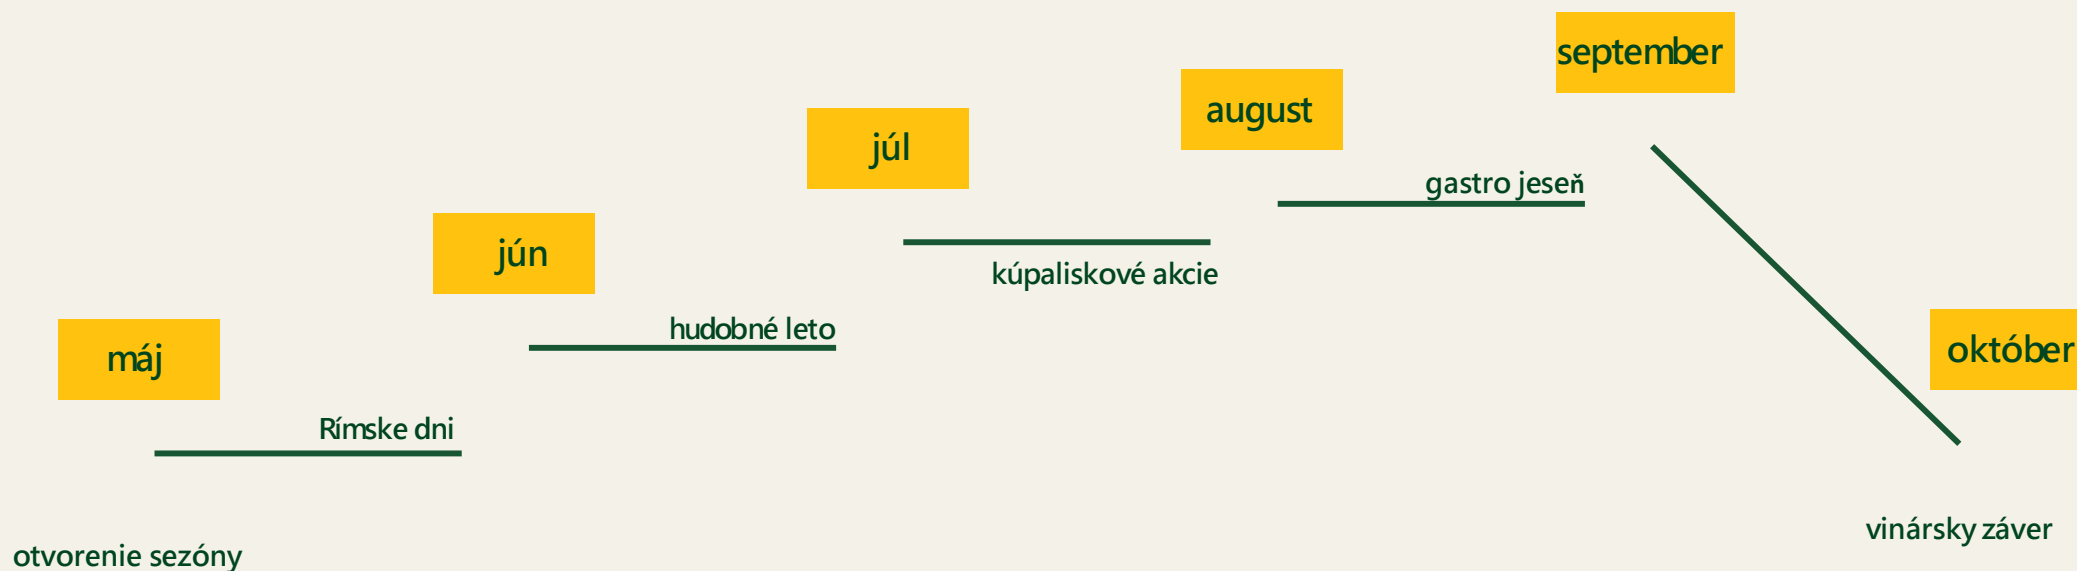 september
august
júl
gastro jeseň
jún
kúpaliskové akcie
hudobné leto
október
máj
Rímske dni
vinársky záver
otvorenie sezóny